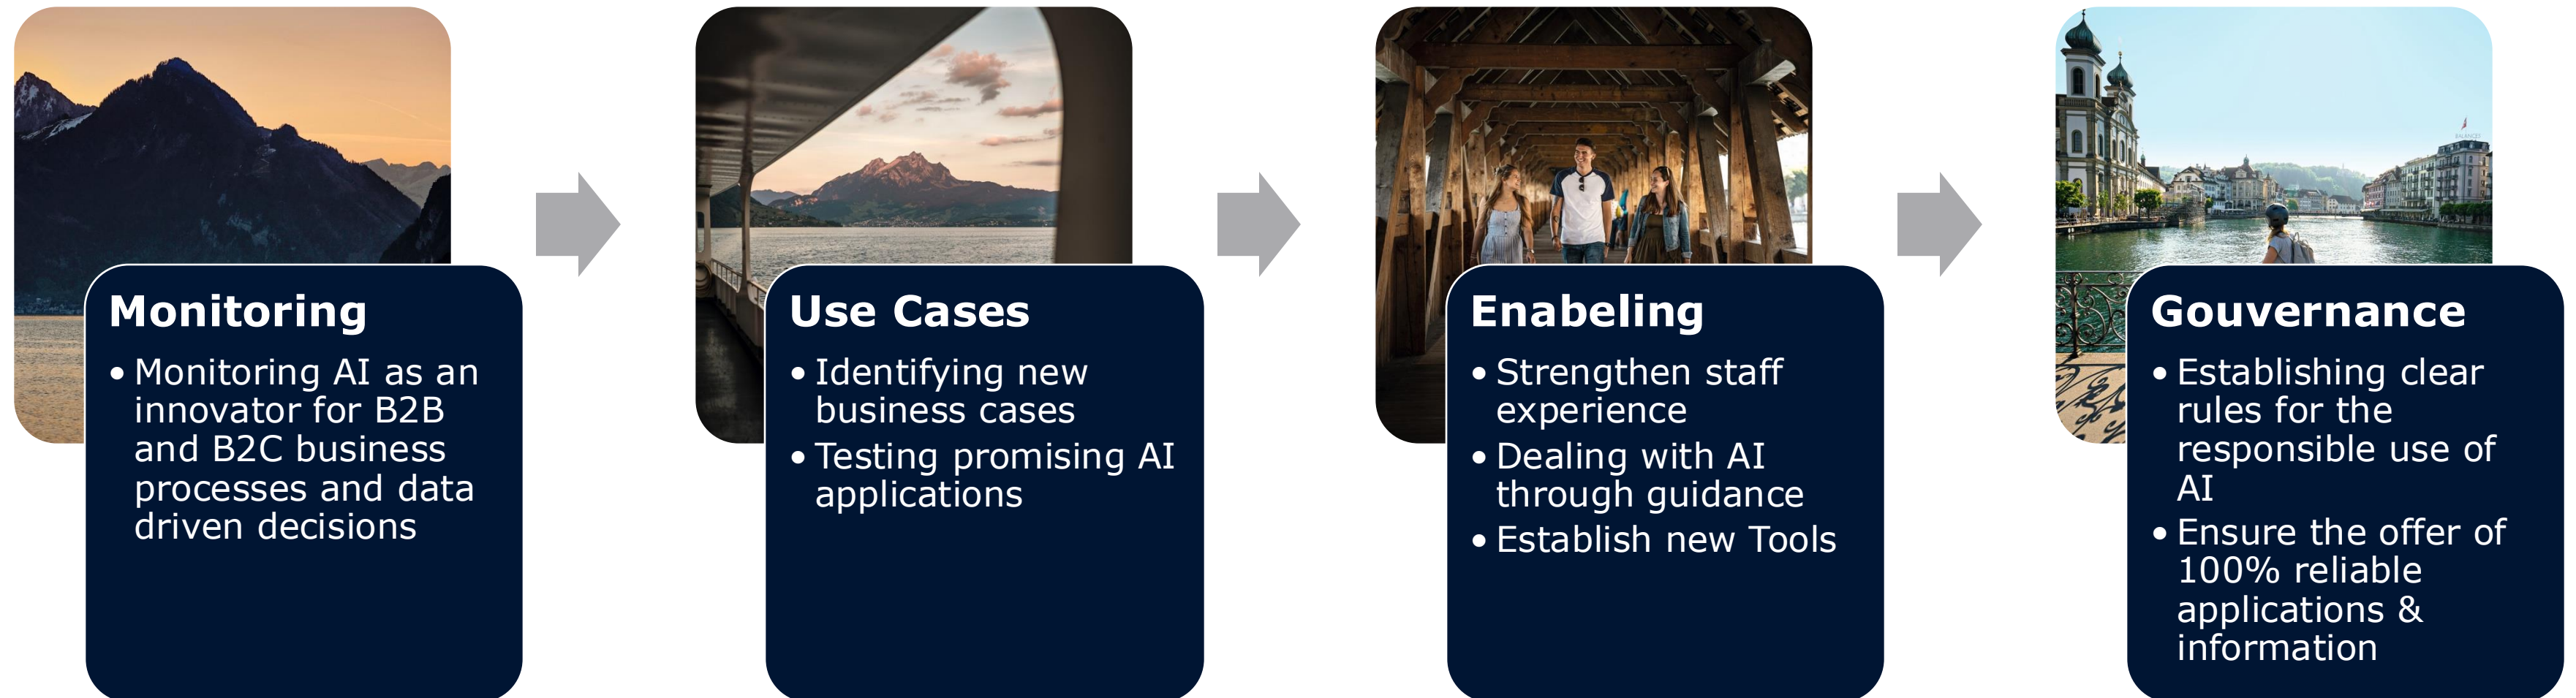 Monitoring
• Monitoring AI as an
innovator for B2B
and B2C business
processes and data
driven decisions
Use Cases
• Identifying new
business cases
• Testing promising AI
applications
Enabeling
• Strengthen staff
experience
• Dealing with AI
through guidance
• Establish new Tools
BALANCES
Gouvernance
• Establishing clear
rules for the
responsible use of
AI
• Ensure the offer of
100% reliable
applications &
information